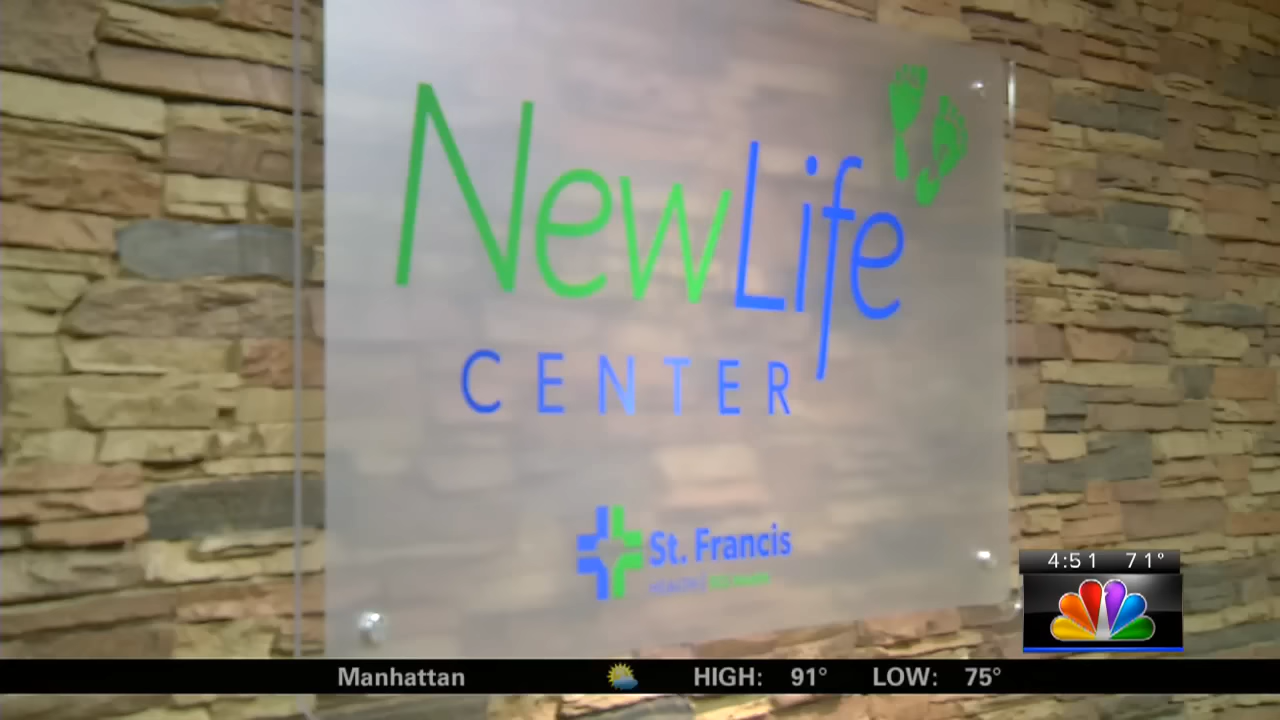 NewLife
CENTER
St. Francis
4:51 71°
Manhattan HIGH: 91° LOW: 75°